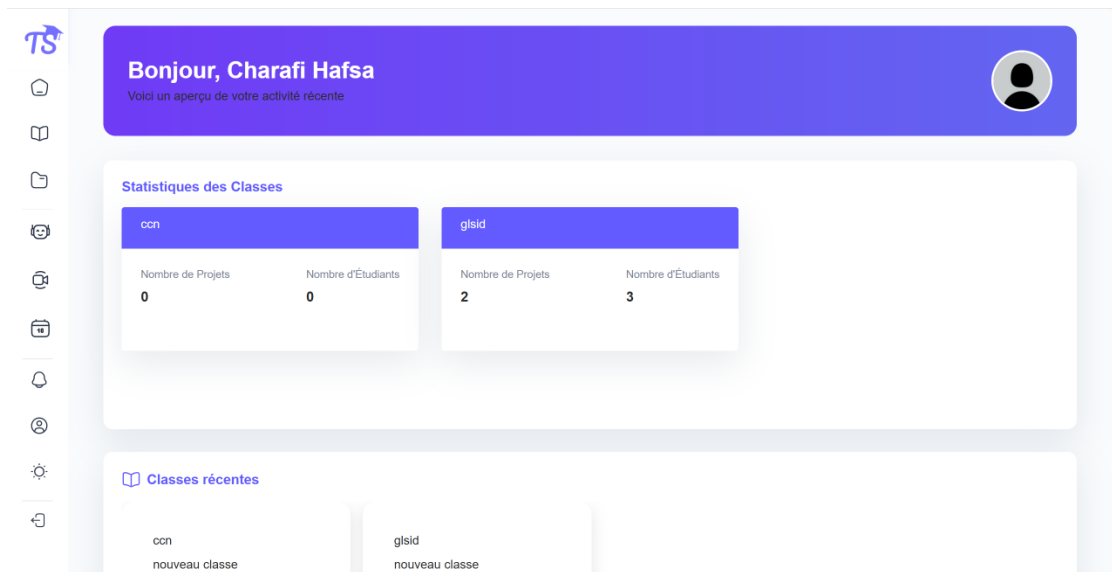 TS
Bonjour, Charafi Hafsa
Voici un aperçu de votre activité récente
Statistiques des Classes
ccn
Nombre de Projets Nombre d'Étudiants
0 0
glsid
Nombre de Projets Nombre d'Étudiants
2 3
Classes récentes
ccn
nouveau classe
glsid
nouveau classe